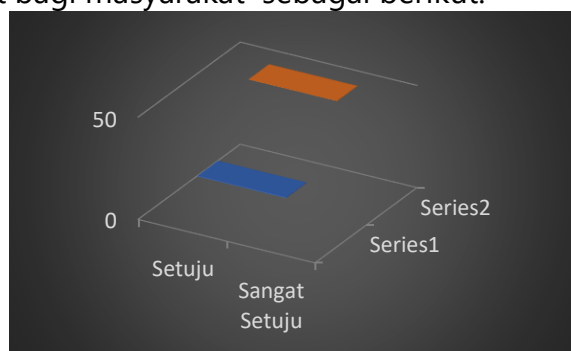 bagi masyarakat sebagai berikut.
50
0
Setuju
Sangat
Setuju
Series1
Series2